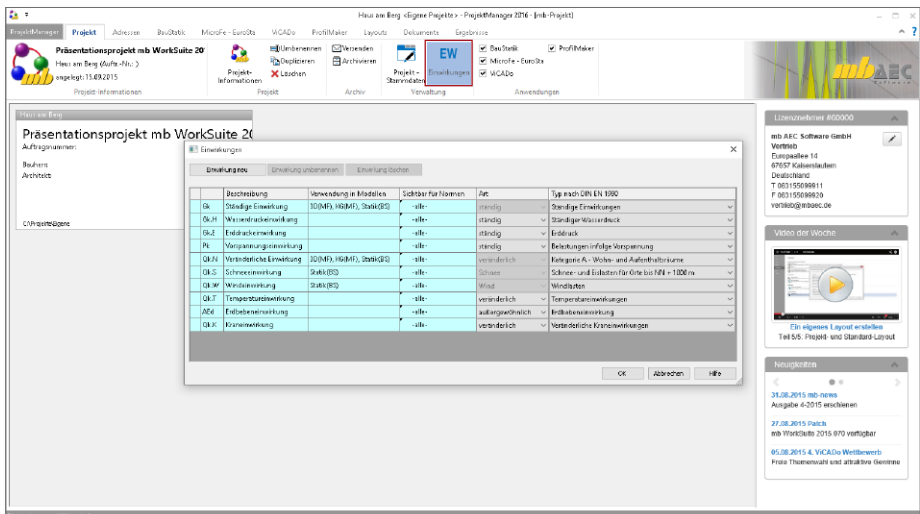 Haus am Berg <Eigene Projekte> - ProjektManager 2016 - [mb-Projekt]
ProjektManager Projekt Adressen BauStatik MicroFe - EuroSta ViCADo ProfilMaker Layouts Dokumente Ergebnisse
Präsentationsprojekt mb WorkSuite 20
Haus am Berg (Auftr.-Nr.: )
angelegt: 15.09.2015
Projekt-Informationen
Projekt-
Informationen
Umbenennen
Duplizieren
Löschen
Projekt
Versenden
Archivieren
Archiv
Projekt-
Stammdaten
EW
Einwirkungen
Verwaltung
BauStatik
MicroFe - EuroSta
ViCADo
ProfilMaker
Anwendungen
mb AEC
Software
Haus am Berg
Präsentationsprojekt mb WorkSuite 20
Auftragsnummer:
Bauherr:
Architekt:
C:\Projekte\Eigene
Einwirkungen
Einwirkung neu Einwirkung umbenennen Einwirkung löschen
Beschreibung Verwendung in Modellen Sichtbar für Normen Art Typ nach DIN EN 1990
Gk Ständige Einwirkung 3D(MF), HG(MF), Statik(BS) -alle- ständig Ständige Einwirkungen
Gk.H Wasserdruckeinwirkung -alle- ständig Ständiger Wasserdruck
Gk.E Erddruckeinwirkung -alle- ständig Erddruck
Pk Vorspannungseinwirkung -alle- ständig Belastungen infolge Vorspannung
Qk.N Veränderliche Einwirkung 3D(MF), HG(MF), Statik(BS) -alle- veränderlich Kategorie A - Wohn- und Aufenthaltsräume
Qk.S Schneeeinwirkung Statik(BS) -alle- Schnee Schnee- und Eislasten für Orte bis NN + 1000 m
Qk.W Windeinwirkung Statik(BS) -alle- Wind Windlasten
Qk.T Temperatureinwirkung -alle- veränderlich Temperatureinwirkungen
AEd Erdbebeneinwirkung -alle- außergewöhnlich Erdbebeneinwirkung
Qk.K Kraneinwirkung -alle- veränderlich Veränderliche Kraneinwirkungen
OK Abbrechen Hilfe
Lizenznehmer #60000
mb AEC Software GmbH
Vertrieb
Europaallee 14
67657 Kaiserslautern
Deutschland
T 063155099911
F 063155099920
vertrieb@mbaec.de
Video der Woche
Ein eigenes Layout erstellen
Teil 5/5: Projekt- und Standard-Layout
Neuigkeiten
31.08.2015 mb-news
Ausgabe 4-2015 erschienen
27.08.2015 Patch
mb WorkSuite 2015.070 verfügbar
05.08.2015 4. ViCADo Wettbewerb
Freie Themenwahl und attraktive Gewinne